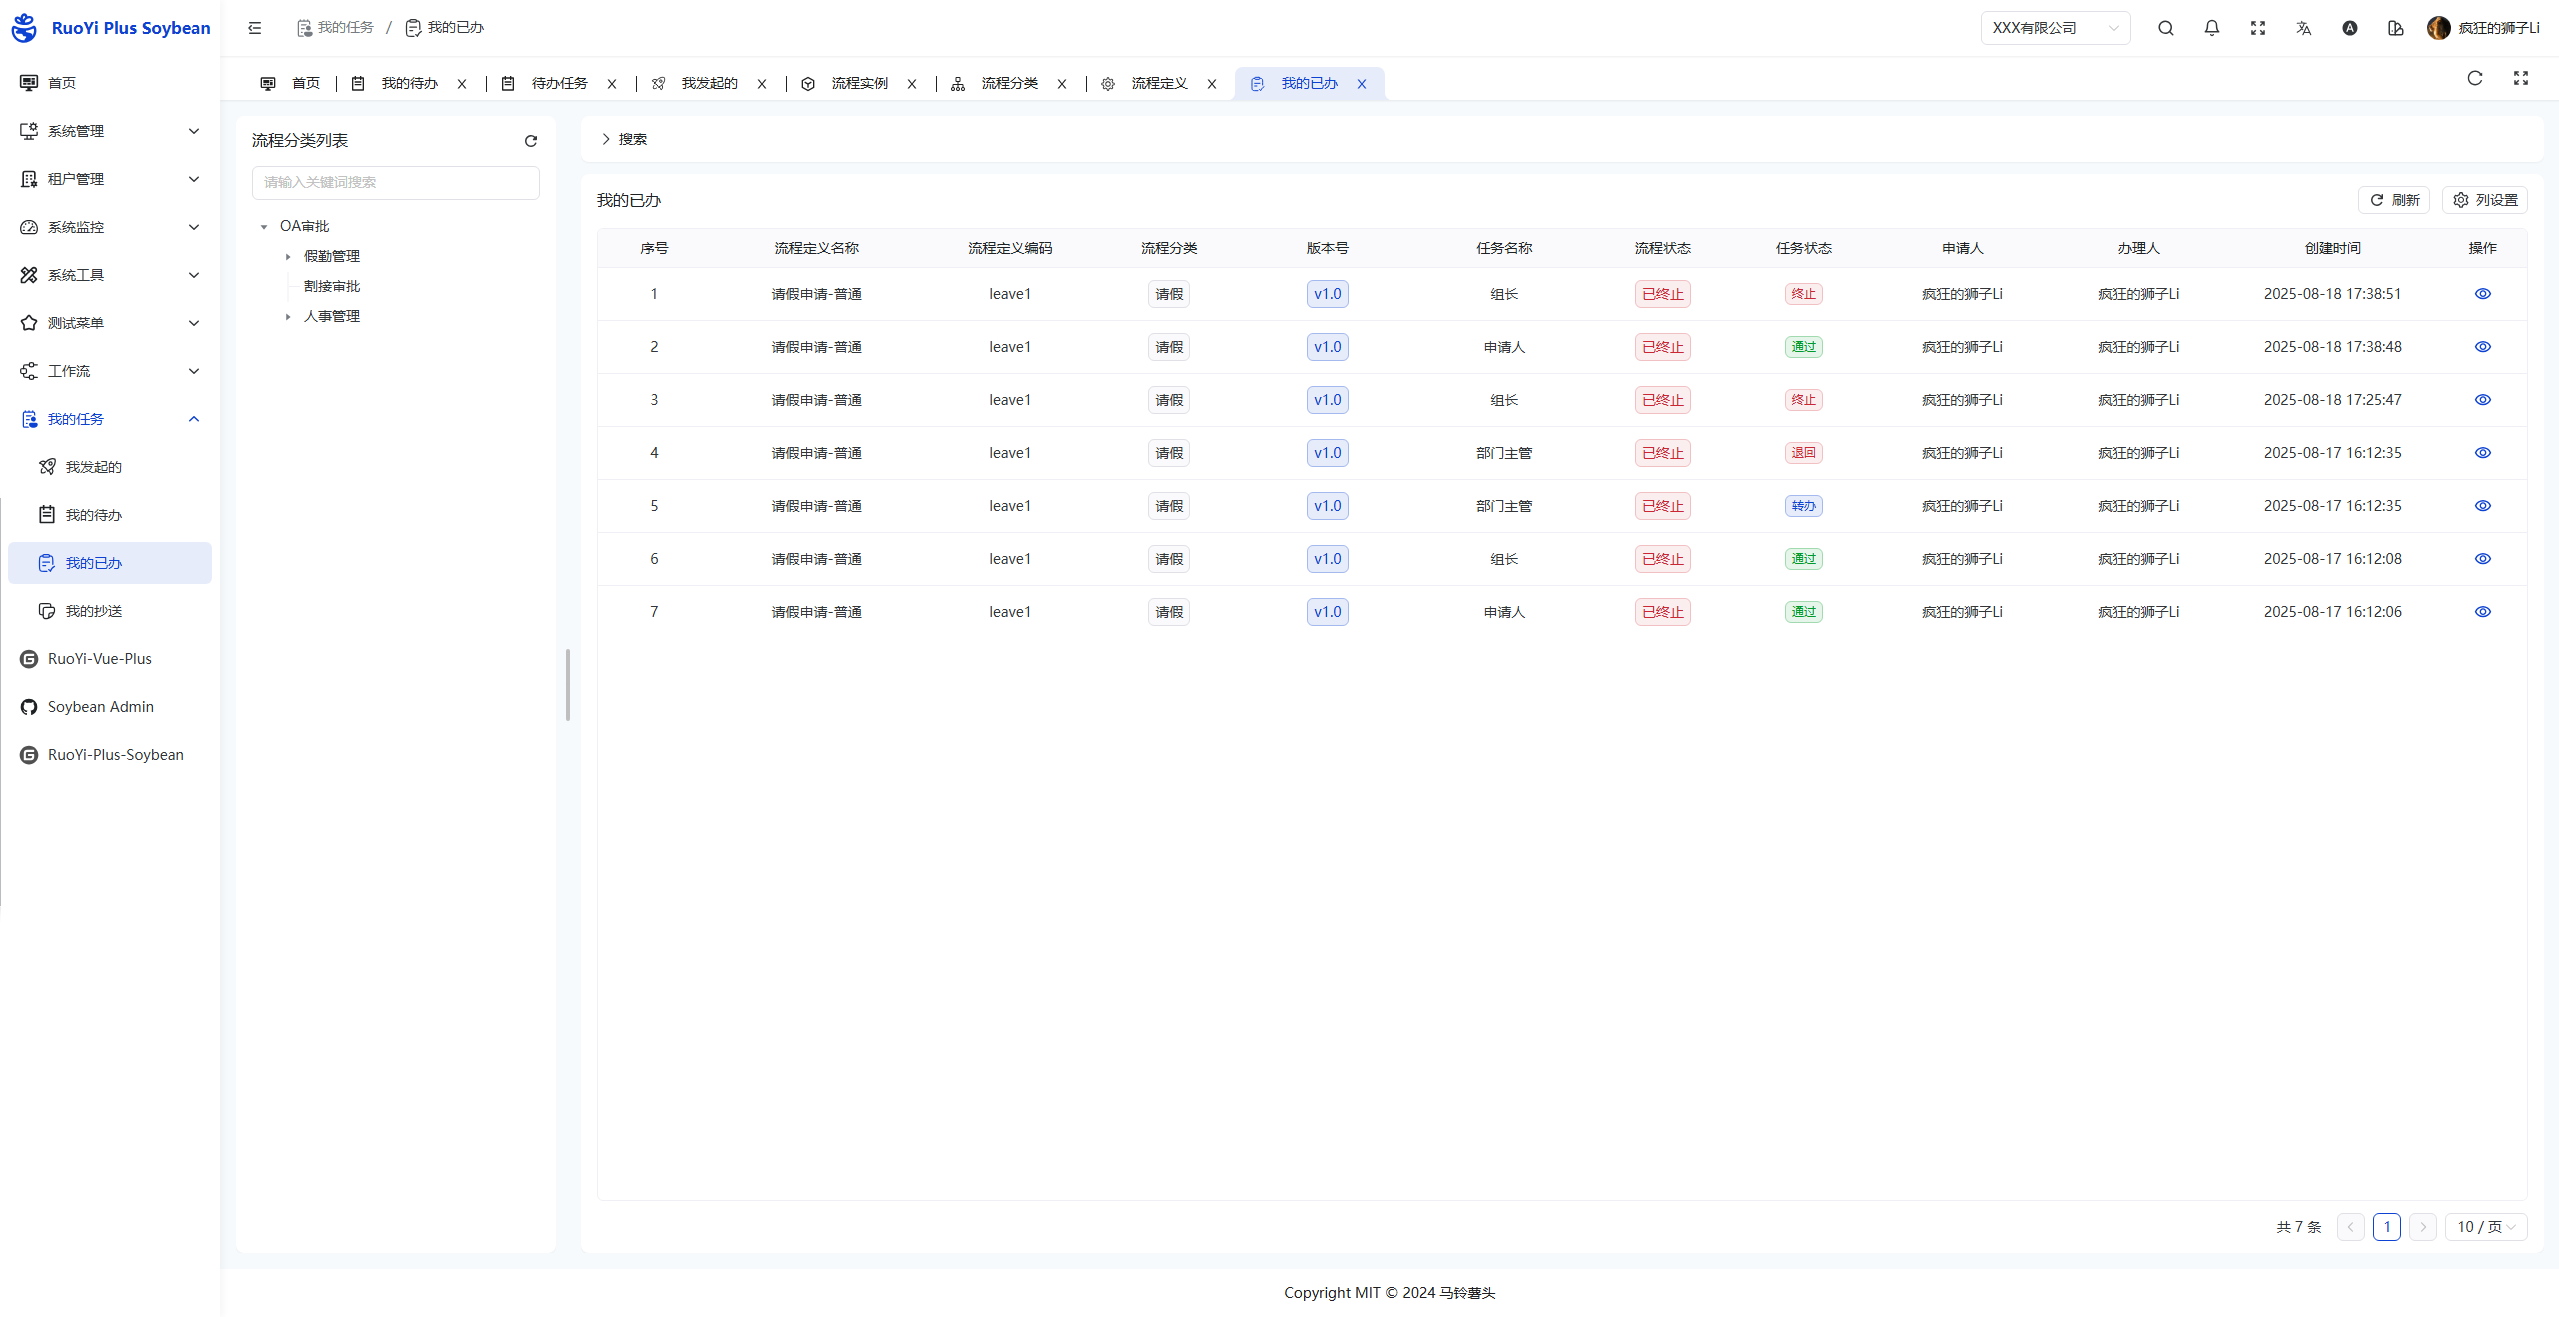 RuoYi Plus Soybean
我的任务 / 我的已办
XXX有限公司
疯狂的狮子Li
首页
我的待办
待办任务
我发起的
流程实例
流程分类
流程定义
我的已办
首页
系统管理
租户管理
系统监控
系统工具
测试菜单
工作流
我的任务
我发起的
我的待办
我的已办
我的抄送
RuoYi-Vue-Plus
Soybean Admin
RuoYi-Plus-Soybean
流程分类列表
请输入关键词搜索
OA审批
假勤管理
割接审批
人事管理
搜索
我的已办
刷新 列设置
序号 流程定义名称 流程定义编码 流程分类 版本号 任务名称 流程状态 任务状态 申请人 办理人 创建时间 操作
1 请假申请-普通 leave1 请假 v1.0 组长 已终止 终止 疯狂的狮子Li 疯狂的狮子Li 2025-08-18 17:38:51
2 请假申请-普通 leave1 请假 v1.0 申请人 已终止 通过 疯狂的狮子Li 疯狂的狮子Li 2025-08-18 17:38:48
3 请假申请-普通 leave1 请假 v1.0 组长 已终止 终止 疯狂的狮子Li 疯狂的狮子Li 2025-08-18 17:25:47
4 请假申请-普通 leave1 请假 v1.0 部门主管 已终止 退回 疯狂的狮子Li 疯狂的狮子Li 2025-08-17 16:12:35
5 请假申请-普通 leave1 请假 v1.0 部门主管 已终止 转办 疯狂的狮子Li 疯狂的狮子Li 2025-08-17 16:12:35
6 请假申请-普通 leave1 请假 v1.0 组长 已终止 通过 疯狂的狮子Li 疯狂的狮子Li 2025-08-17 16:12:08
7 请假申请-普通 leave1 请假 v1.0 申请人 已终止 通过 疯狂的狮子Li 疯狂的狮子Li 2025-08-17 16:12:06
共 7 条 1 10 / 页
Copyright MIT © 2024 马铃薯头